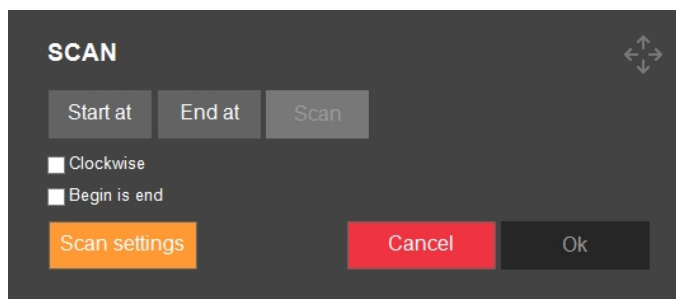 SCAN
Start at End at Scan
Clockwise
Begin is end
Scan settings Cancel Ok